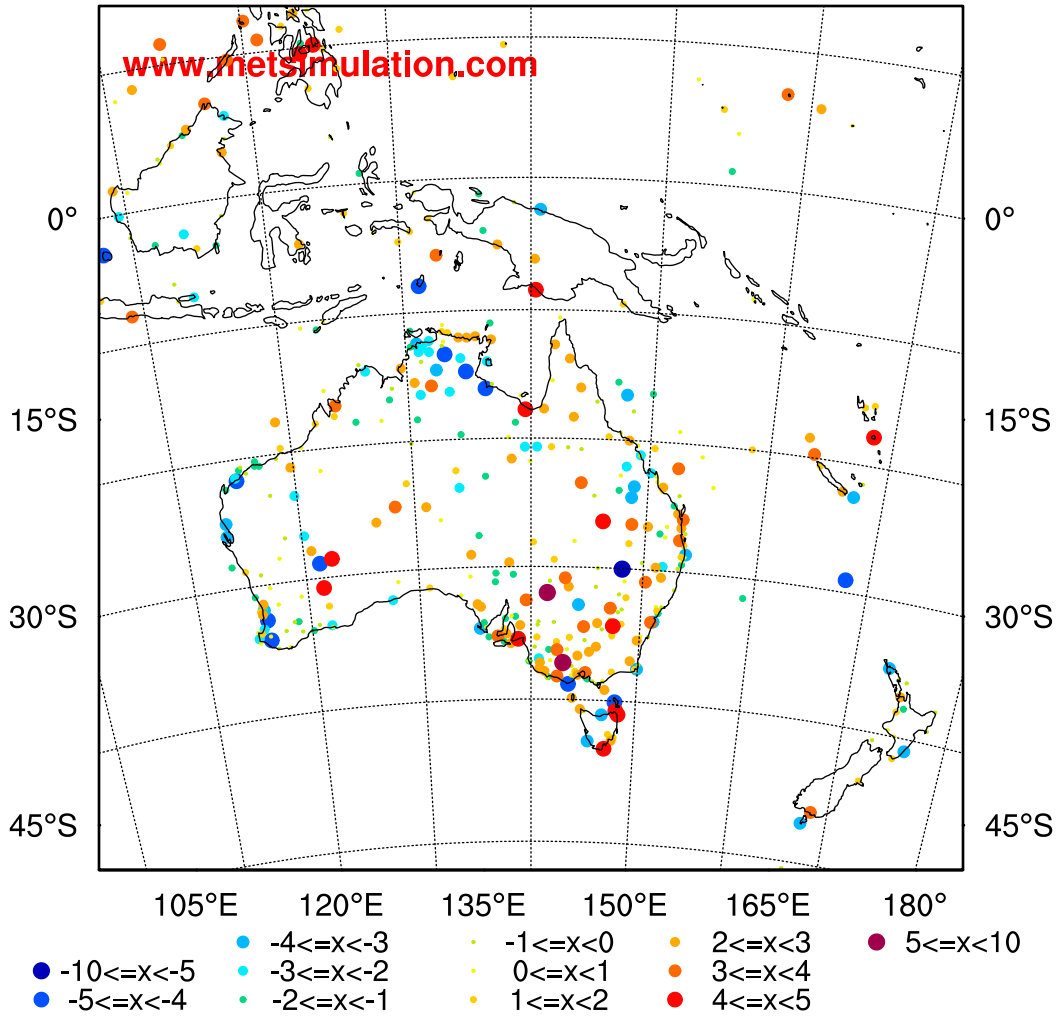 www.metsimulation.com
0° 0°
15°S 15°S
30°S 30°S
45°S 45°S
105°E 120°E 135°E 150°E 165°E 180°
-4<=x<-3 -1<=x<0 2<=x<3 5<=x<10
-10<=x<-5 -3<=x<-2 0<=x<1 3<=x<4
-5<=x<-4 -2<=x<-1 1<=x<2 4<=x<5